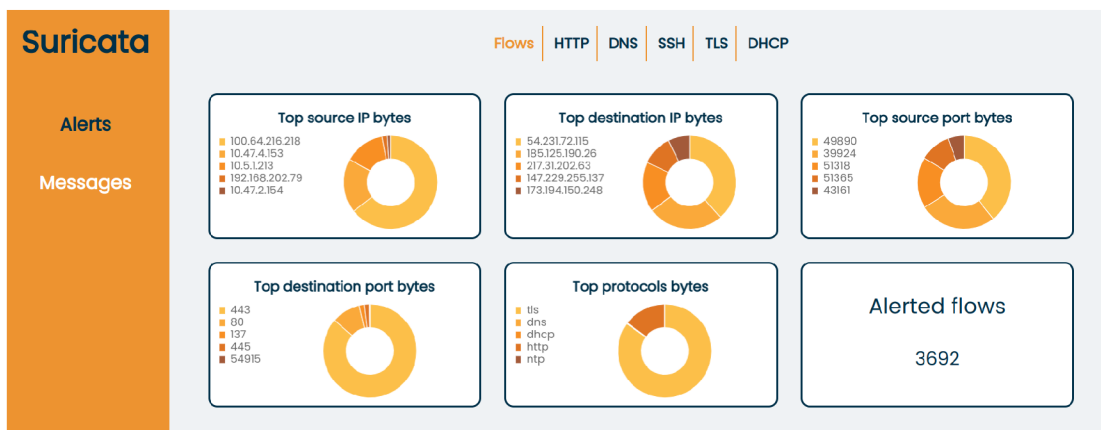 Suricata
Alerts
Messages
Flows HTTP DNS SSH TLS DHCP
Top source IP bytes
100.64.216.218
10.47.4.153
10.5.1.213
192.168.202.79
10.47.2.154
Top destination IP bytes
54.231.72.115
185.125.190.26
217.31.202.63
147.229.255.137
173.194.150.248
Top source port bytes
49890
39924
51318
51365
43161
Top destination port bytes
443
80
137
445
54915
Top protocols bytes
tls
dns
dhcp
http
ntp
Alerted flows
3692